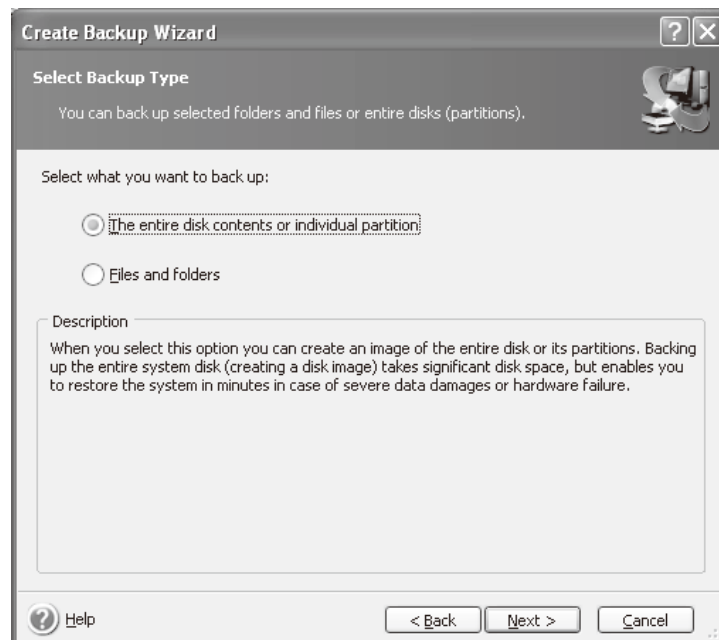 Create Backup Wizard
Select Backup Type
You can back up selected folders and files or entire disks (partitions).
Select what you want to back up:
The entire disk contents or individual partition
Files and folders
Description
When you select this option you can create an image of the entire disk or its partitions. Backing
up the entire system disk (creating a disk image) takes significant disk space, but enables you
to restore the system in minutes in case of severe data damages or hardware failure.
Help
< Back
Next >
Cancel